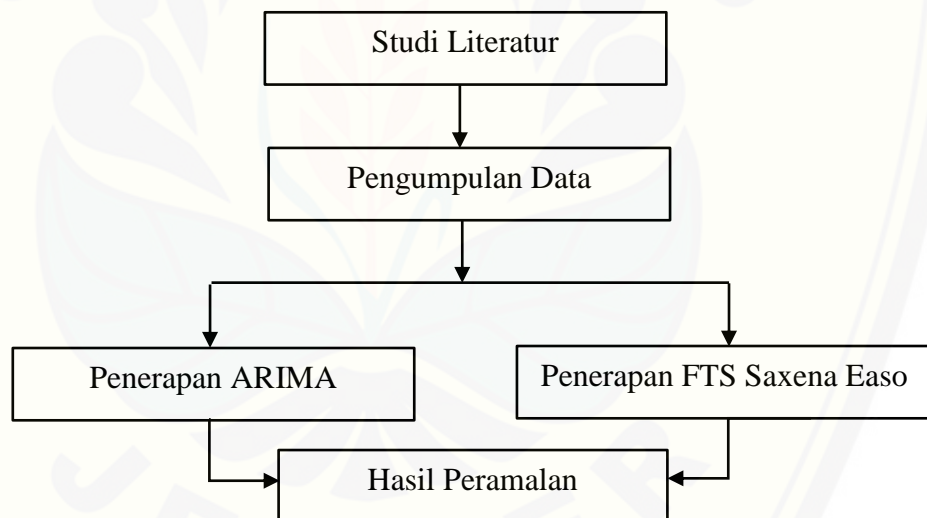 Studi Literatur
Pengumpulan Data
Penerapan ARIMA
Penerapan FTS Saxena Easo
Hasil Peramalan